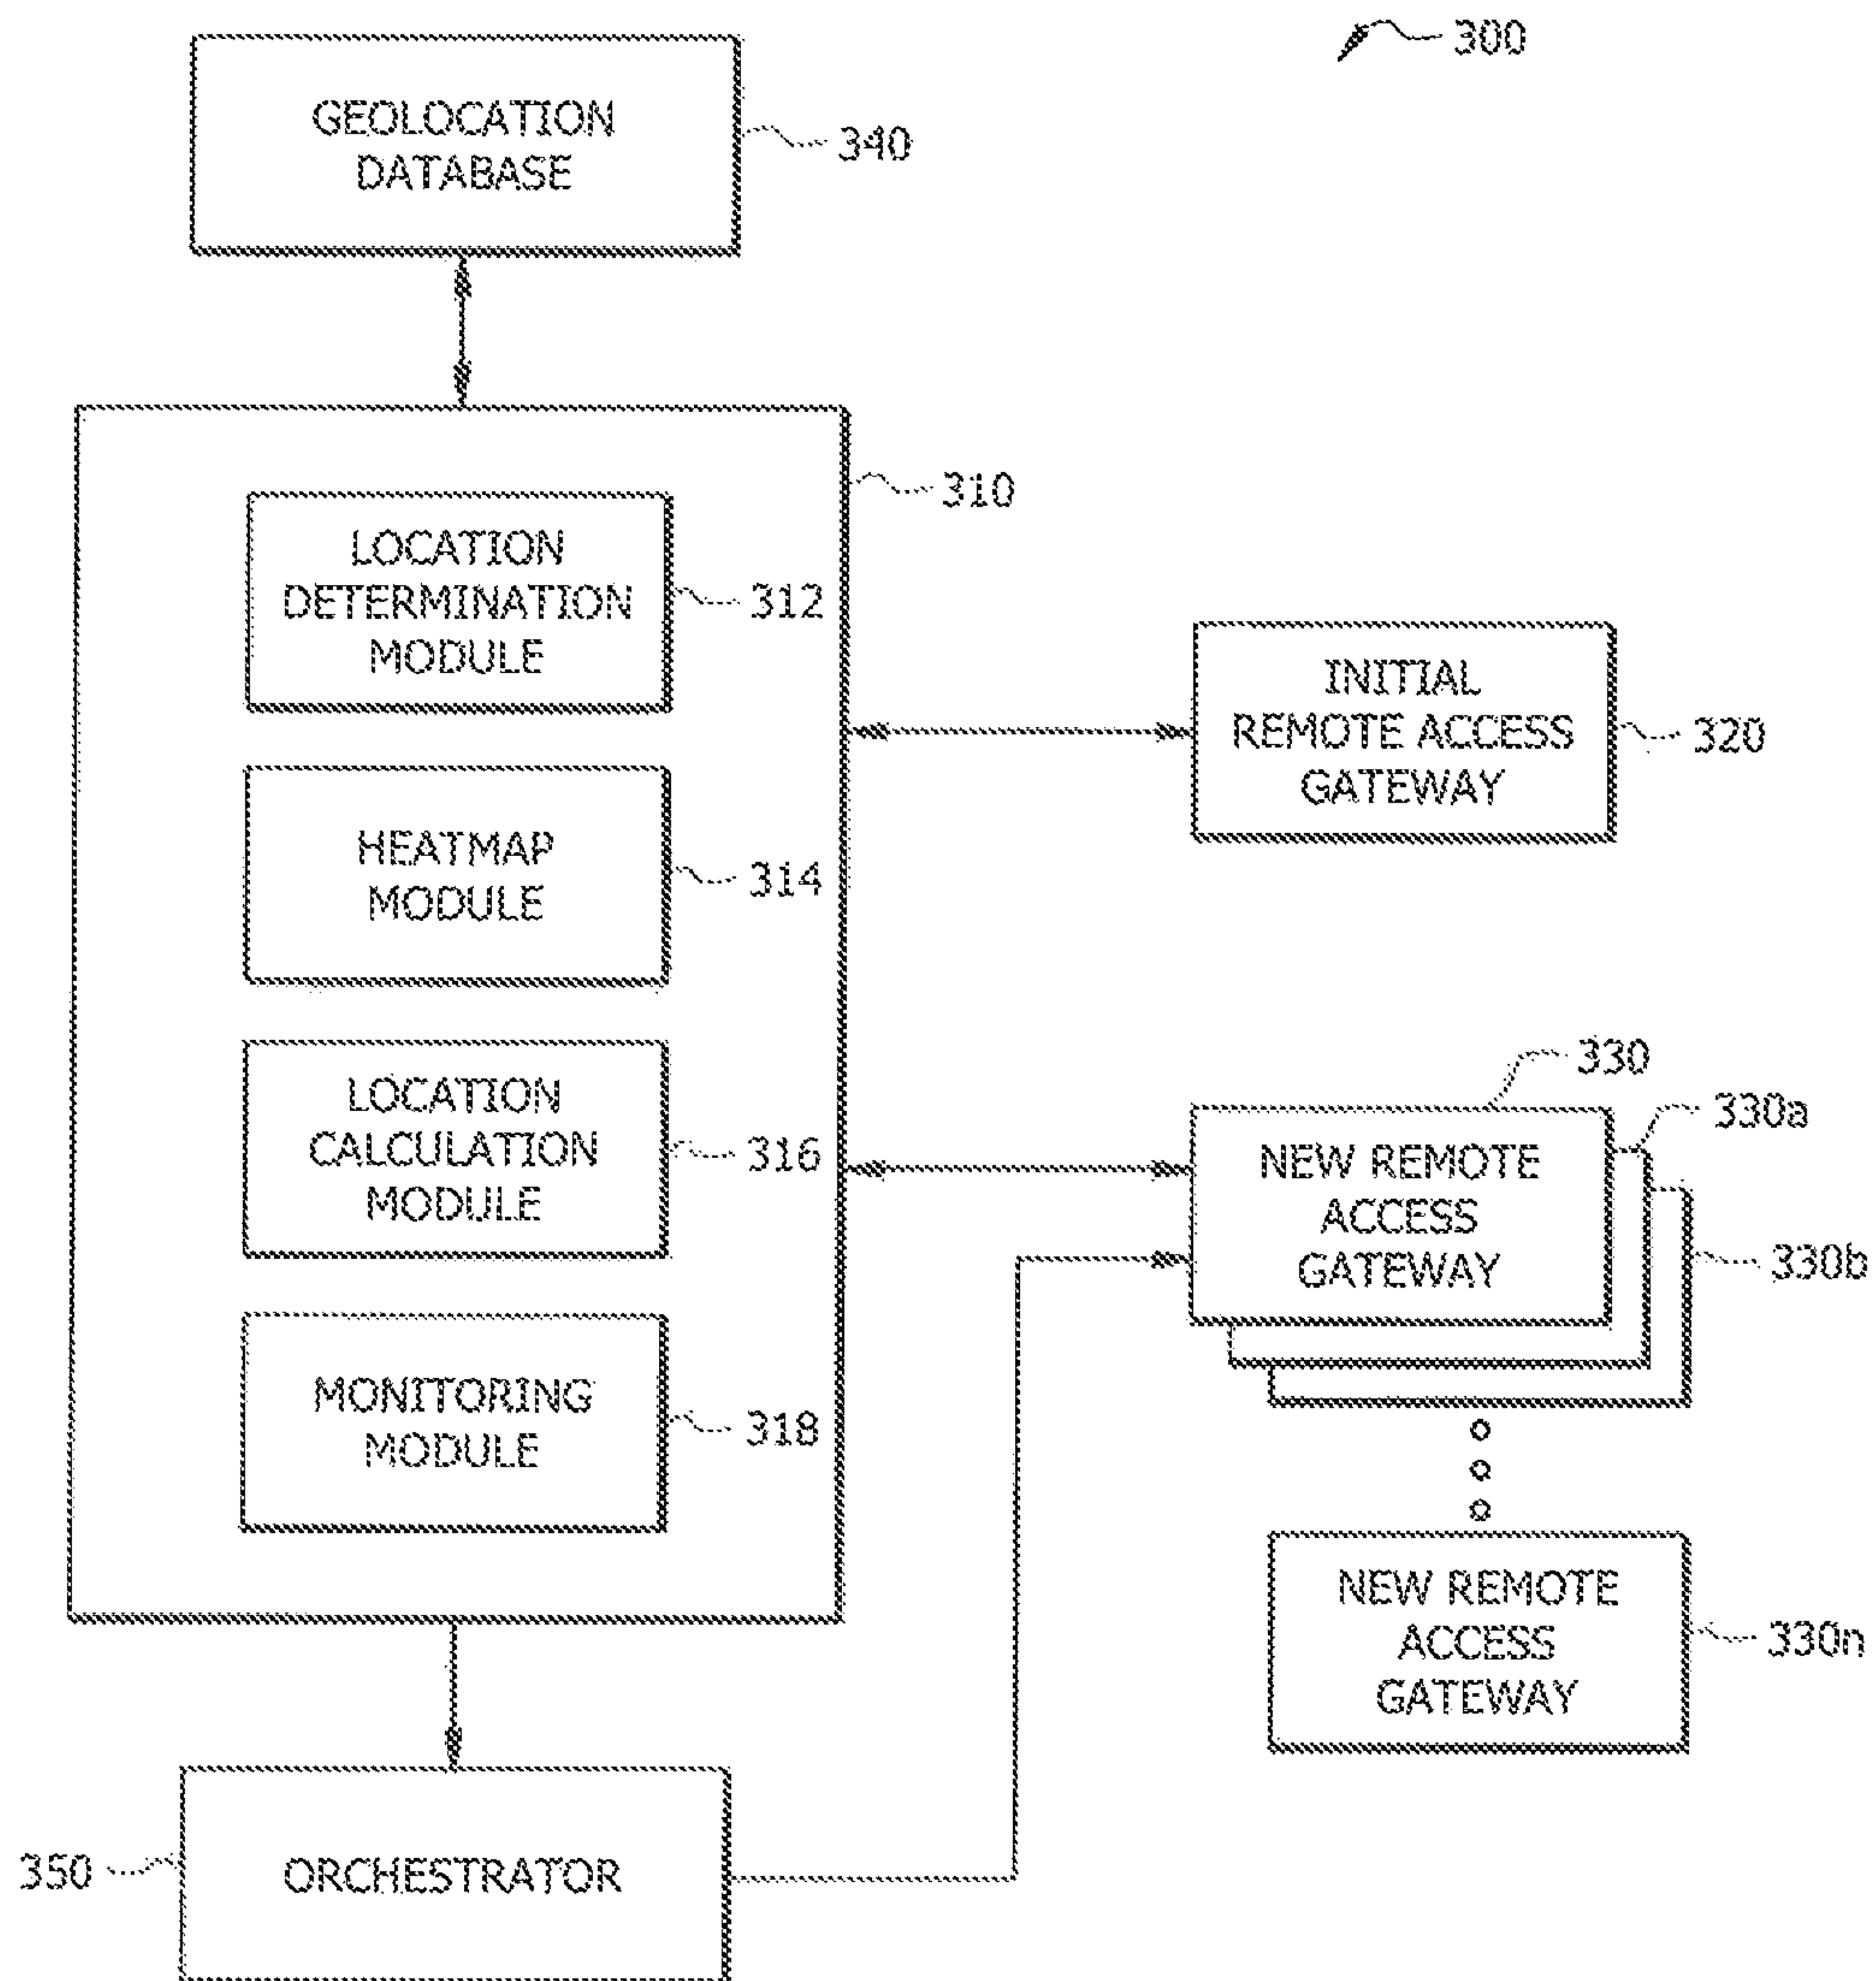 300
GEOLOCATION
DATABASE
340
310
LOCATION
DETERMINATION
MODULE
312
INITIAL
REMOTE ACCESS
GATEWAY
320
HEATMAP
MODULE
314
LOCATION
CALCULATION
MODULE
316
330
330a
NEW REMOTE
ACCESS
GATEWAY
330b
MONITORING
MODULE
318
NEW REMOTE
ACCESS
GATEWAY
330n
350
ORCHESTRATOR